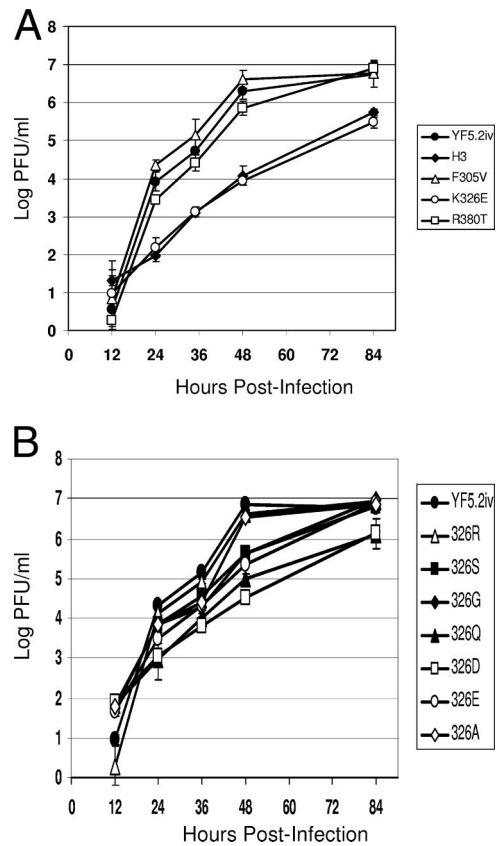 A
8
7
6
5
4
3
2
1
0
Log PFU/ml
0 12 24 36 48 60 72 84
Hours Post-Infection
YF5.2iv
H3
F305V
K326E
R380T
B
8
7
6
5
4
3
2
1
0
Log PFU/ml
0 12 24 36 48 60 72 84
Hours Post-Infection
YF5.2iv
326R
326S
326G
326Q
326D
326E
326A